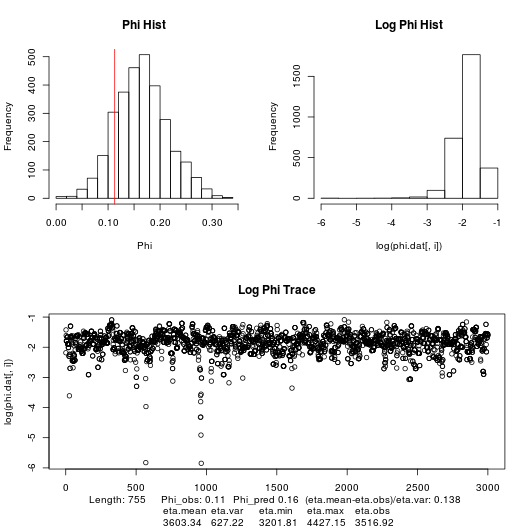 Phi Hist
Log Phi Hist
Frequency
0 100 200 300 400 500
0.00 0.10 0.20 0.30
Phi
Frequency
0 500 1000 1500
-6 -5 -4 -3 -2 -1
log(phi.dat[, i])
Log Phi Trace
log(phi.dat[, i])
-1
-2
-3
-4
-5
-6
0 500 1000 1500 2000 2500 3000
Length: 755 Phi_obs: 0.11 Phi_pred 0.16 (eta.mean-eta.obs)/eta.var: 0.138
eta.mean eta.var eta.min eta.max eta.obs
3603.34 627.22 3201.81 4427.15 3516.92